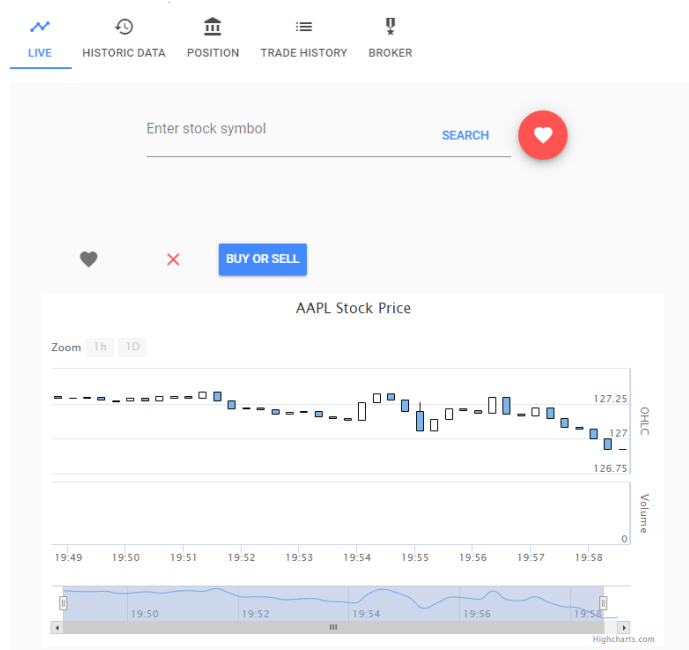 LIVE HISTORIC DATA POSITION TRADE HISTORY BROKER
Enter stock symbol SEARCH
BUY OR SELL
AAPL Stock Price
Zoom 1h 1D
127.25
OHLC
127
126.75
Volume
0
19:49 19:50 19:51 19:52 19:53 19:54 19:55 19:56 19:57 19:58
19:50 19:52 19:54 19:56 19:58
Highcharts.com